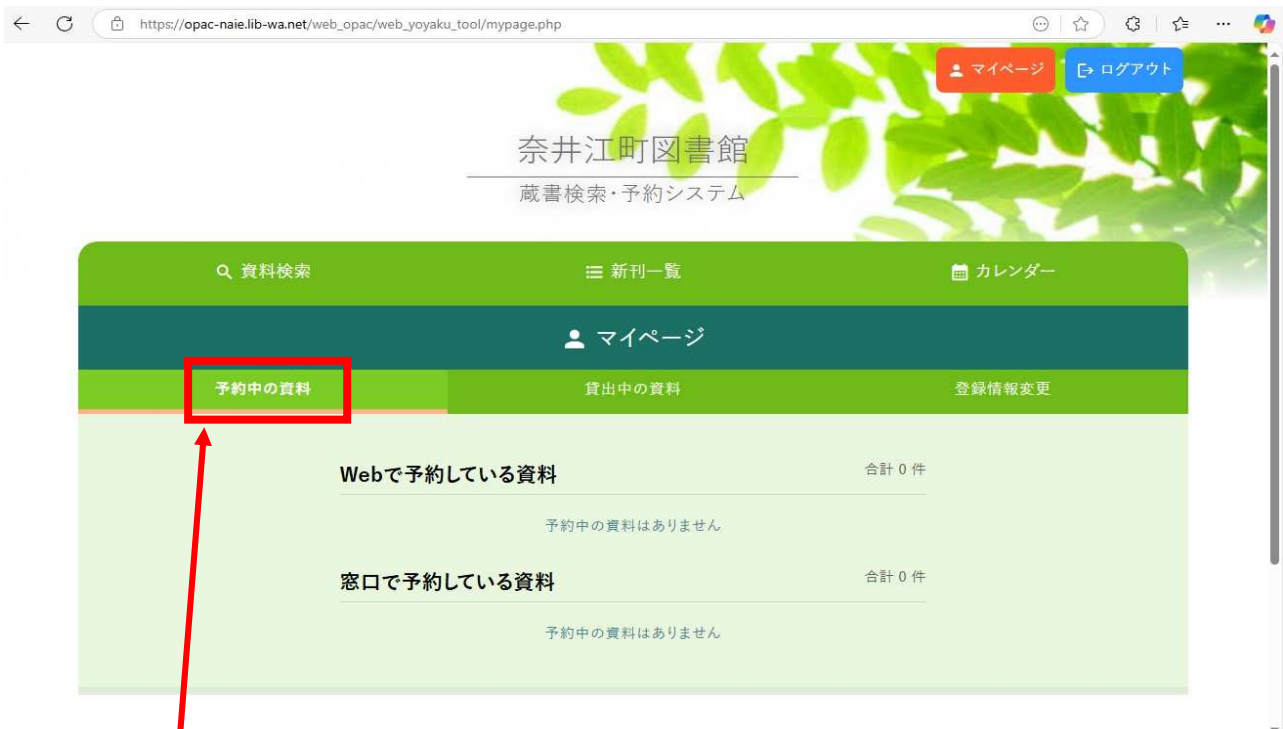 https://opac-naie.lib-wa.net/web_opac/web_yoyaku_tool/mypage.php
マイページ ログアウト
奈井江町図書館
蔵書検索・予約システム
資料検索 新刊一覧 カレンダー
マイページ
予約中の資料 貸出中の資料 登録情報変更
Webで予約している資料 合計 0 件
予約中の資料はありません
窓口で予約している資料 合計 0 件
予約中の資料はありません